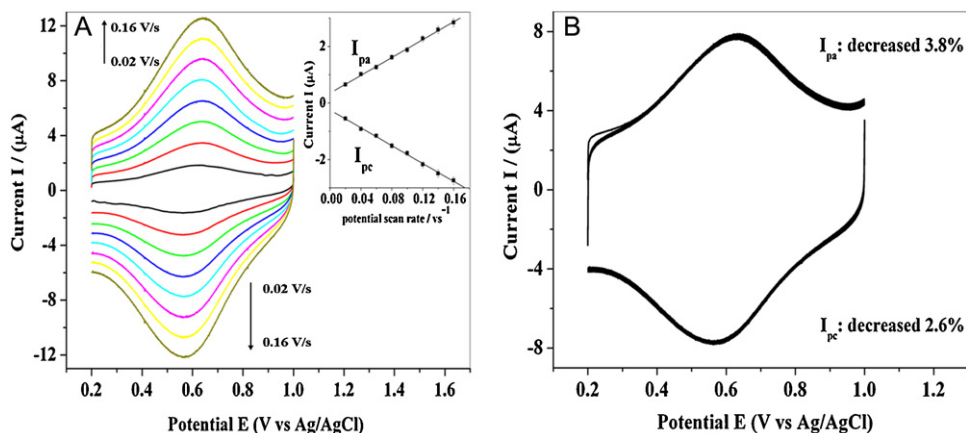 A
Current I / (μA)
12
8
4
0
-4
-8
-12
0.2 0.4 0.6 0.8 1.0 1.2
Potential E (V vs Ag/AgCl)
0.16 V/s
0.02 V/s
0.02 V/s
0.16 V/s
Current I/ (μA)
2
0
-2
Ipa
Ipc
0.00 0.04 0.08 0.12 0.16
potential scan rate / vs-1
B
Current I / (μA)
8
4
0
-4
-8
0.2 0.4 0.6 0.8 1.0 1.2
Potential E (V vs Ag/AgCl)
Ipa: decreased 3.8%
Ipc: decreased 2.6%